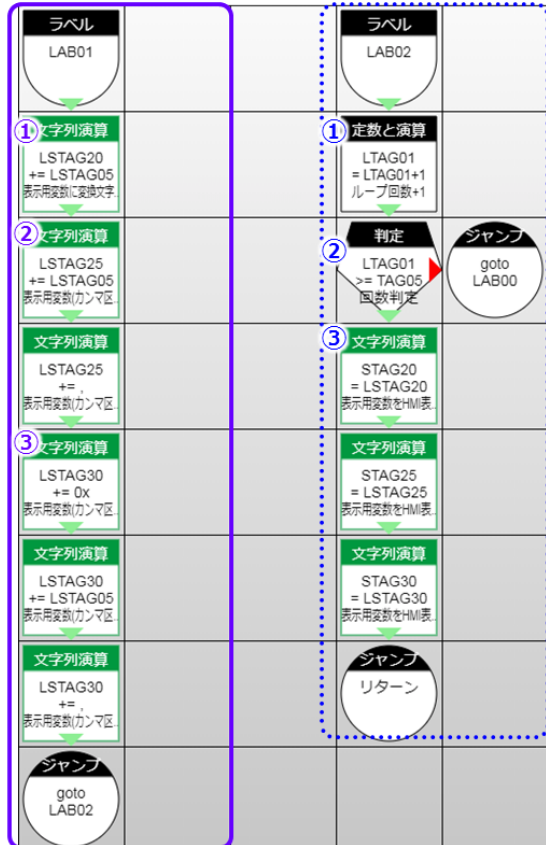 ラベル
LAB01
① 文字列演算
LSTAG20
+= LSTAG05
表示用変数に変換文字..
② 文字列演算
LSTAG25
+= LSTAG05
表示用変数(カンマ区..
文字列演算
LSTAG25
+= ,
表示用変数(カンマ区..
③ 文字列演算
LSTAG30
+= 0x
表示用変数(カンマ区..
文字列演算
LSTAG30
+= LSTAG05
表示用変数(カンマ区..
文字列演算
LSTAG30
+= ,
表示用変数(カンマ区..
ジャンプ
goto
LAB02
ラベル
LAB02
① 定数と演算
LTAG01
= LTAG01+1
ループ回数+1
② 判定
LTAG01
>= TAG05
回数判定
ジャンプ
goto
LAB00
③ 文字列演算
STAG20
= LSTAG20
表示用変数をHMI表..
文字列演算
STAG25
= LSTAG25
表示用変数をHMI表..
文字列演算
STAG30
= LSTAG30
表示用変数をHMI表..
ジャンプ
リターン